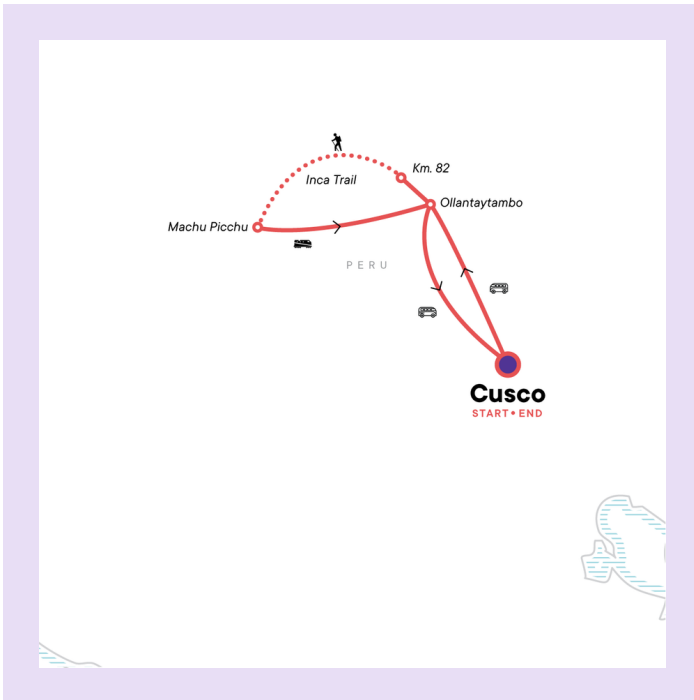 Km. 82
Inca Trail
Ollantaytambo
Machu Picchu
PERU
Cusco
START • END